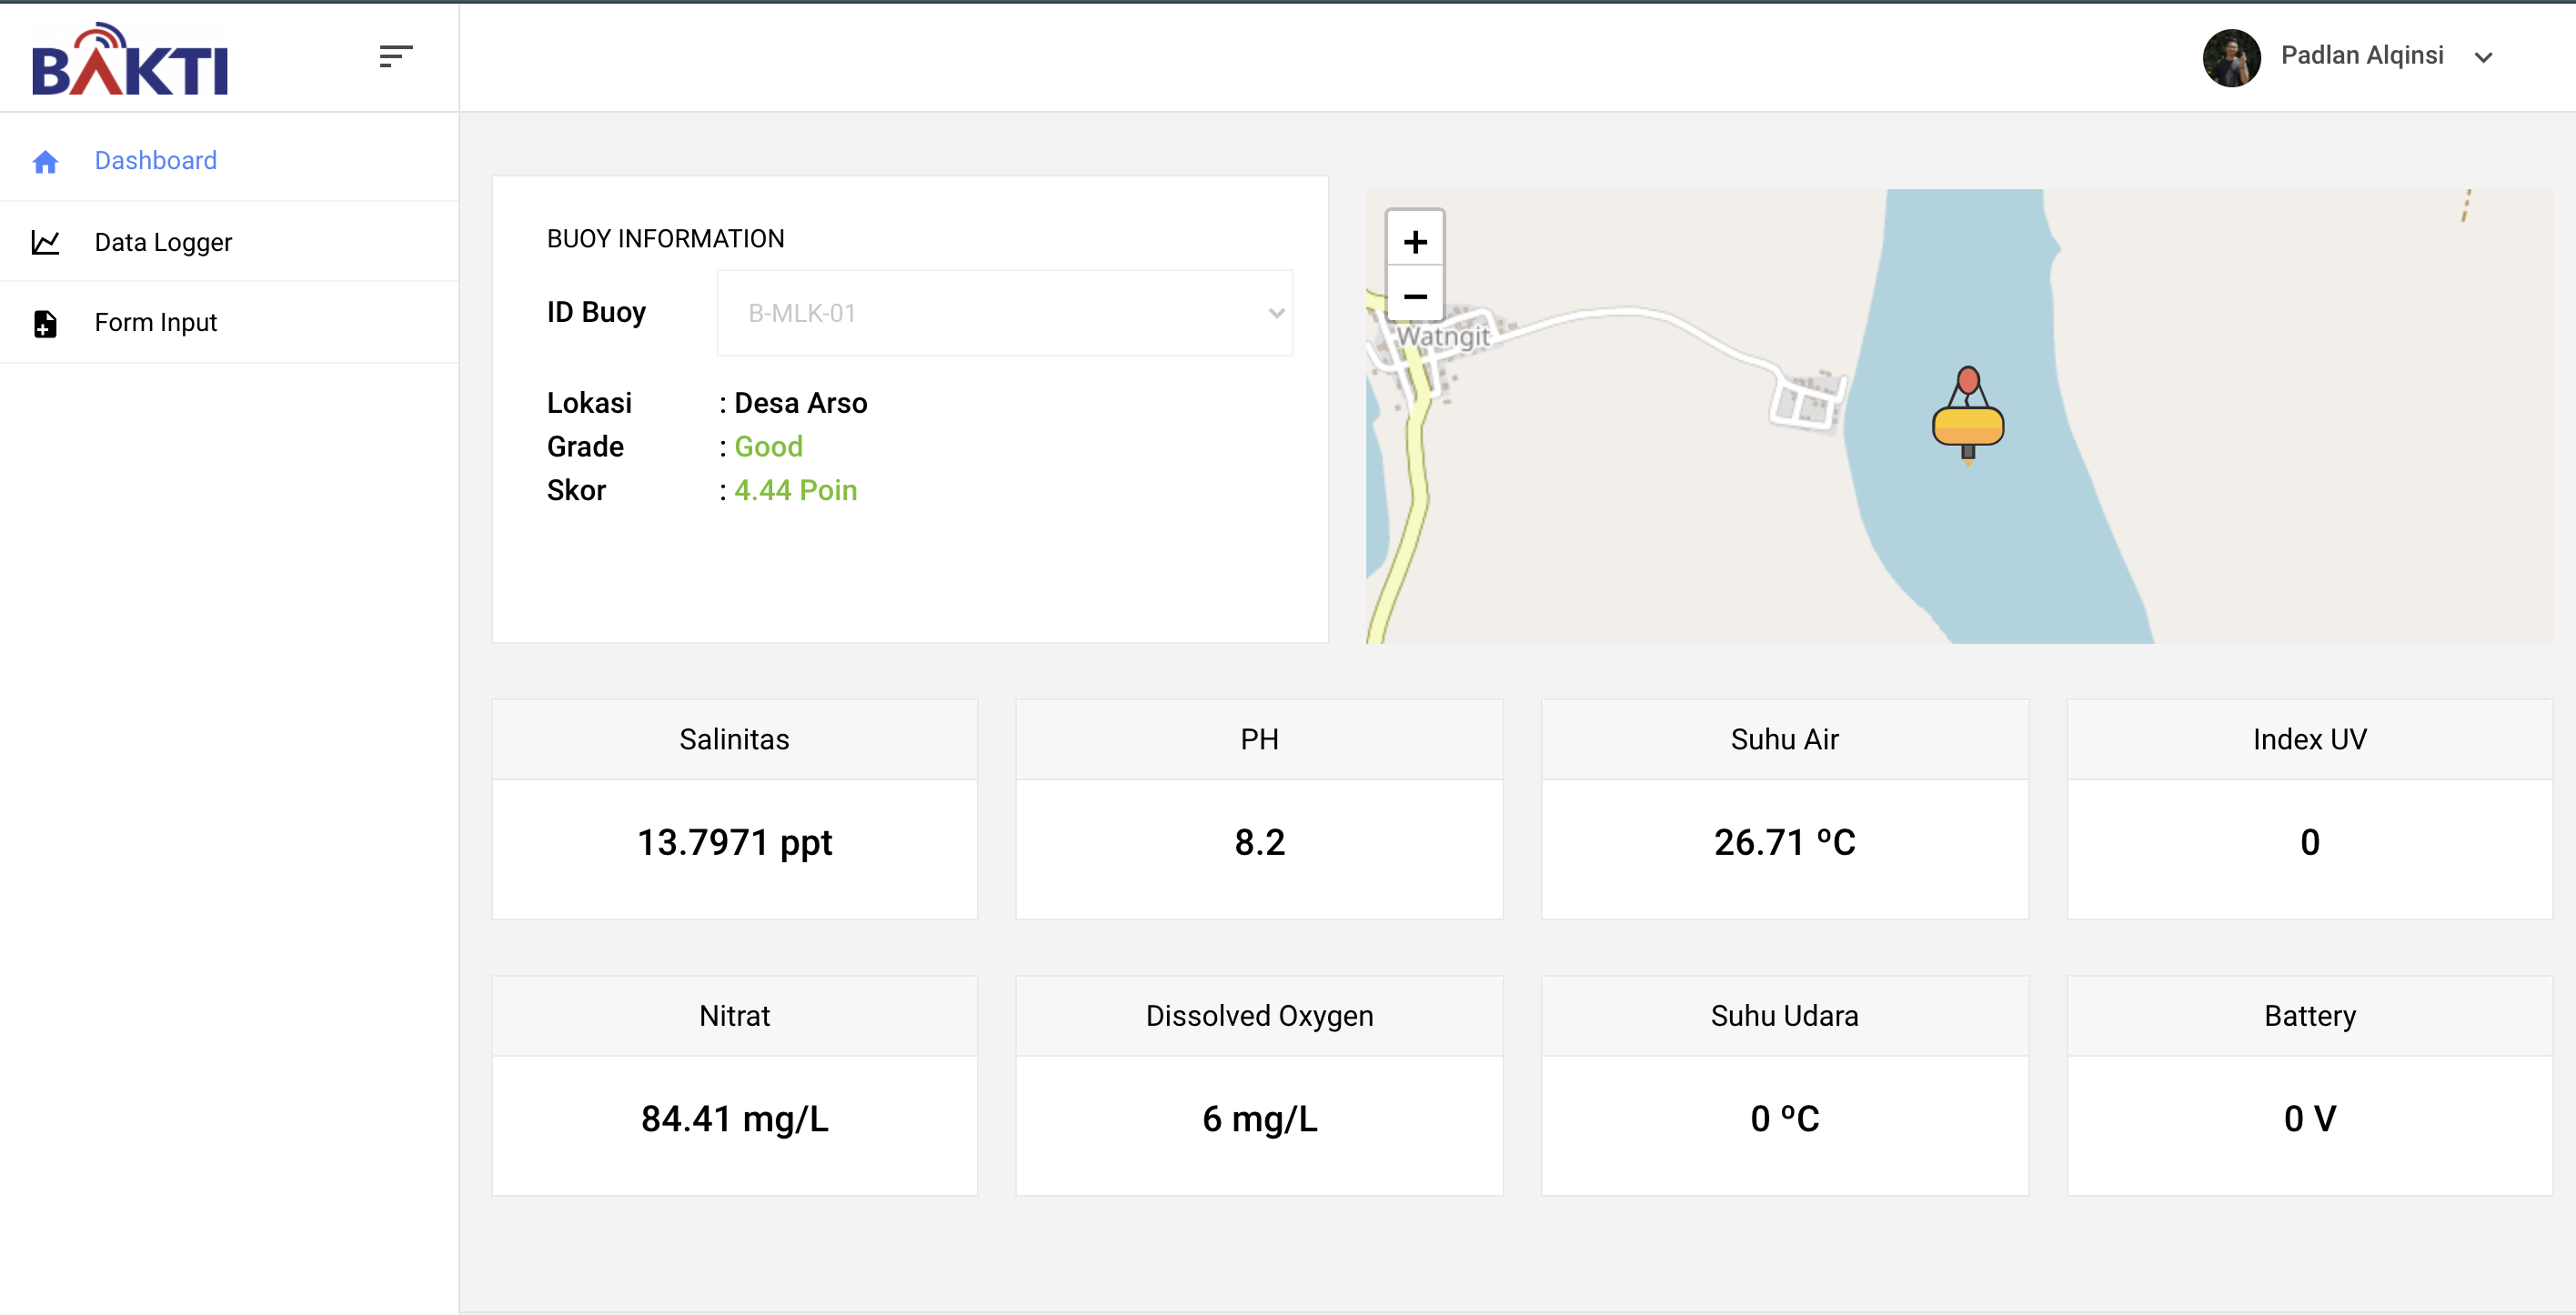 BAKTI
Padlan Alqinsi
Dashboard
Data Logger
Form Input
BUOY INFORMATION
ID Buoy B-MLK-01
Lokasi : Desa Arso
Grade : Good
Skor : 4.44 Poin
+
−
Watngit
Salinitas
13.7971 ppt
PH
8.2
Suhu Air
26.71 ºC
Index UV
0
Nitrat
84.41 mg/L
Dissolved Oxygen
6 mg/L
Suhu Udara
0 ºC
Battery
0 V